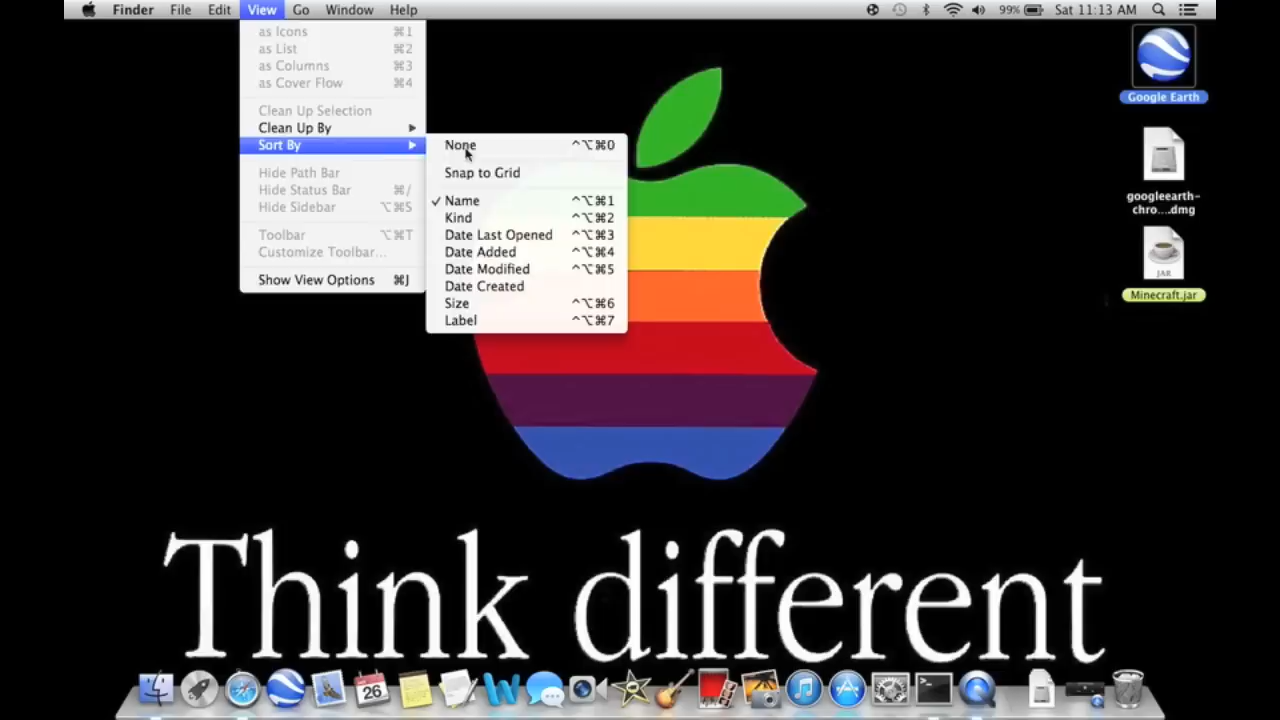 Finder File Edit View Go Window Help 99% Sat 11:13 AM
as Icons ⌘1
as List ⌘2
as Columns ⌘3
as Cover Flow ⌘4
Clean Up Selection
Clean Up By
Sort By
Hide Path Bar
Hide Status Bar ⌘/
Hide Sidebar ⌥⌘S
Toolbar ⌥⌘T
Customize Toolbar...
Show View Options ⌘J
None ^⌥⌘0
Snap to Grid
✓ Name ^⌥⌘1
Kind ^⌥⌘2
Date Last Opened ^⌥⌘3
Date Added ^⌥⌘4
Date Modified ^⌥⌘5
Date Created
Size ^⌥⌘6
Label ^⌥⌘7
Google Earth
googleearth-
chro....dmg
JAR
Minecraft.jar
Think different
26
W